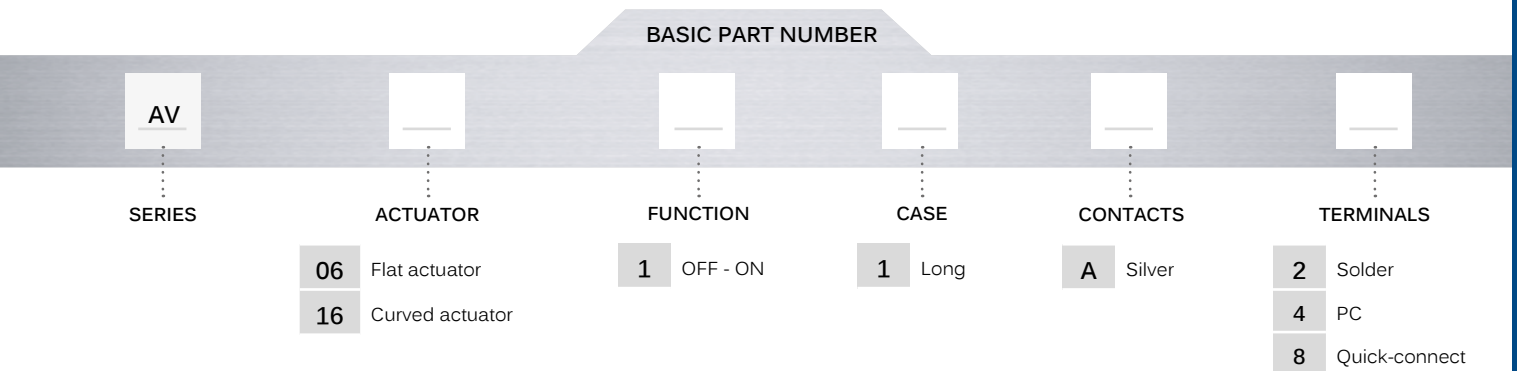 BASIC PART NUMBER
AV
SERIES ACTUATOR FUNCTION CASE CONTACTS TERMINALS
06 Flat actuator 1 OFF - ON 1 Long A Silver 2 Solder
16 Curved actuator 4 PC
8 Quick-connect